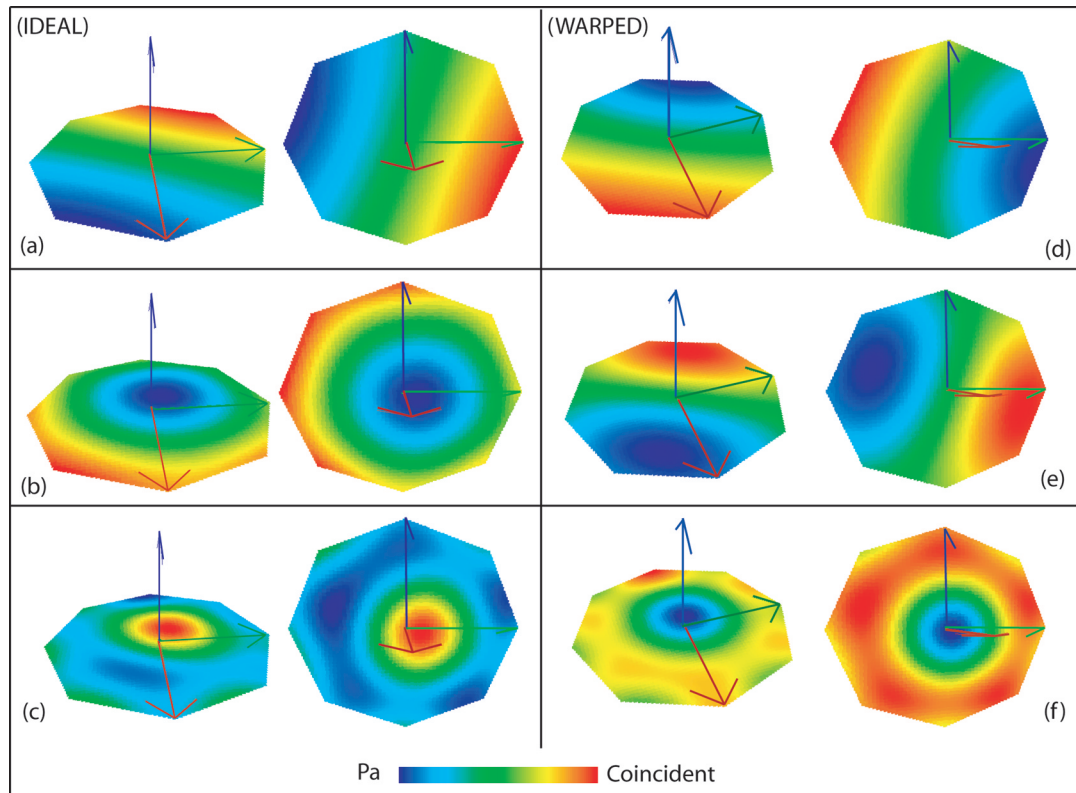 (IDEAL)
(WARPED)
(a)
(d)
(b)
(e)
(c)
(f)
Pa
Coincident